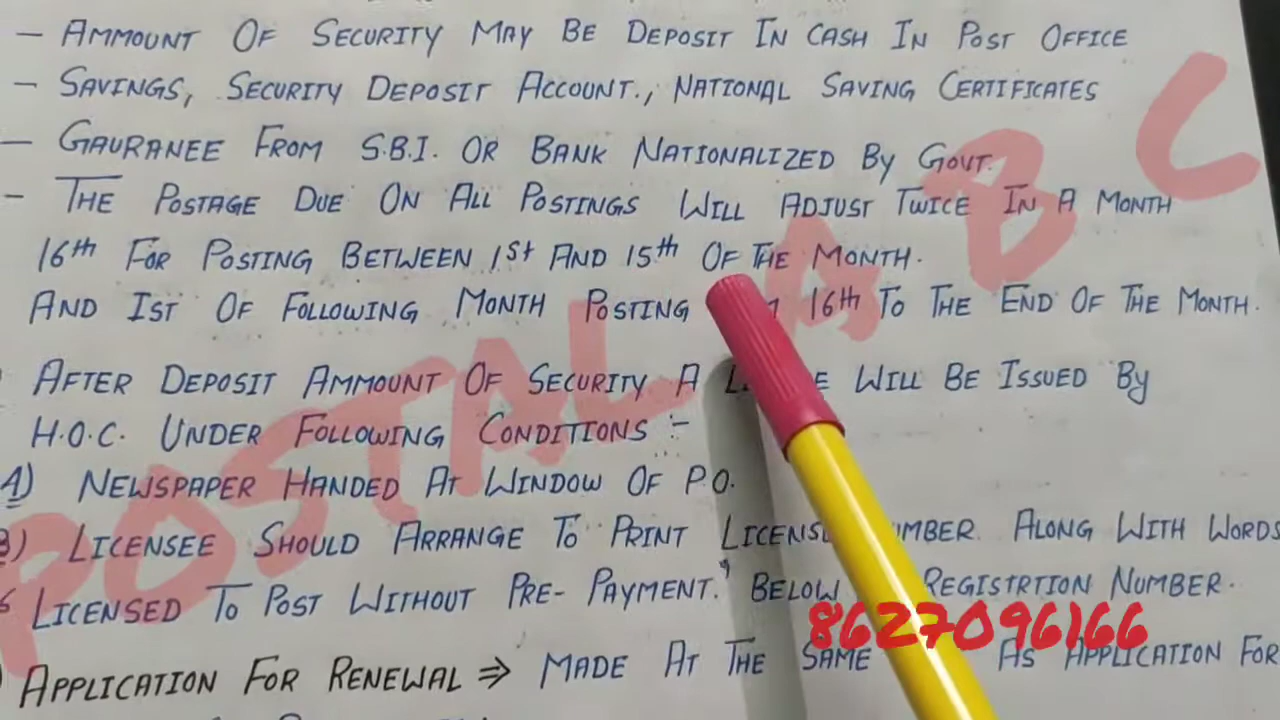 – AMMOUNT OF SECURITY MAY BE DEPOSIT IN CASH IN POST OFFICE
– SAVINGS, SECURITY DEPOSIT ACCOUNT., NATIONAL SAVING CERTIFICATES
– GAURANEE FROM S.B.I. OR BANK NATIONALIZED BY GOVT.
– THE POSTAGE DUE ON ALL POSTINGS WILL ADJUST TWICE IN A MONTH
16th FOR POSTING BETWEEN 1st AND 15th OF THE MONTH.
AND 1ST OF FOLLOWING MONTH POSTING 16th TO THE END OF THE MONTH.
AFTER DEPOSIT AMMOUNT OF SECURITY A WILL BE ISSUED BY
H.O.C. UNDER FOLLOWING CONDITIONS :-
A) NEWSPAPER HANDED AT WINDOW OF P.O.
B) LICENSEE SHOULD ARRANGE TO PRINT ALONG WITH WORDS
LICENSED TO POST WITHOUT PRE- PAYMENT." BELOW REGISTRTION NUMBER.
8627096166
APPLICATION FOR RENEWAL ⇒ MADE AT THE SAME AS APPLICATION FOR
POSTAL A B C